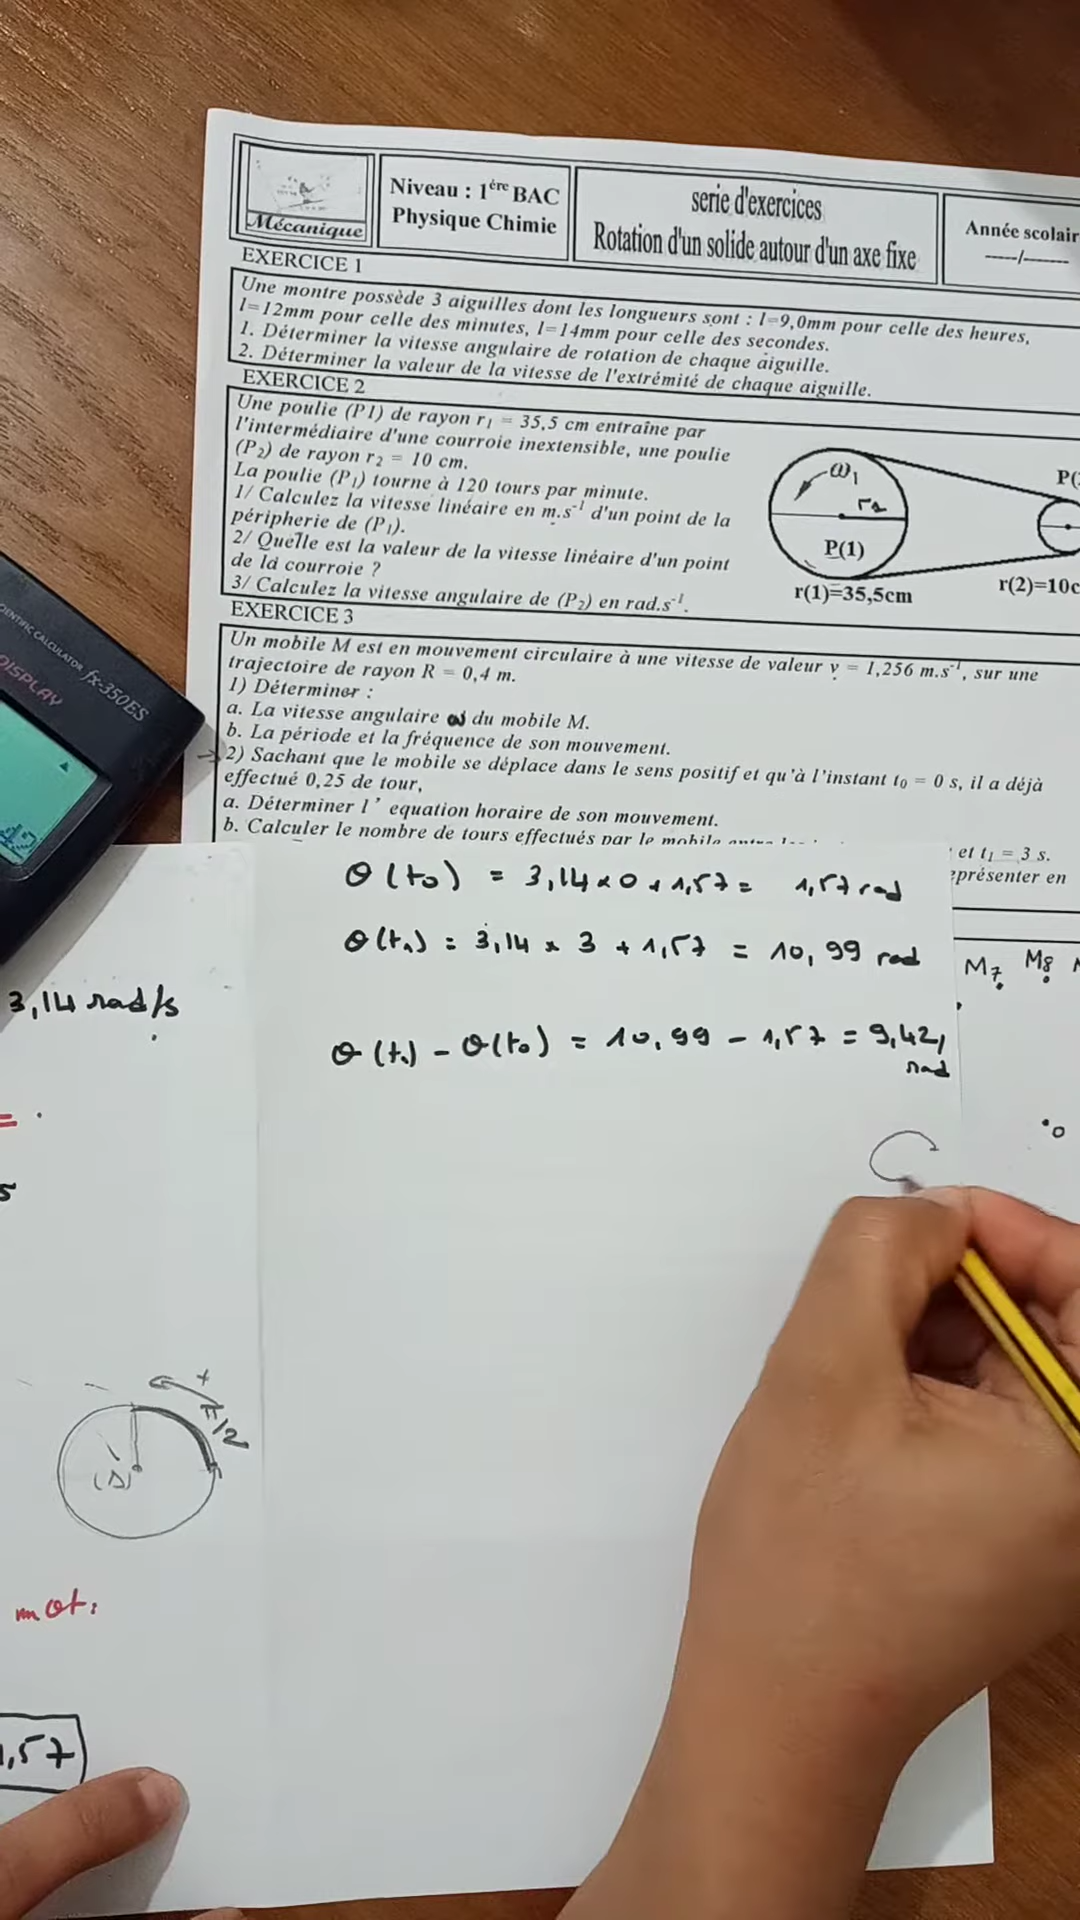 Mécanique
Niveau : 1ére BAC
Physique Chimie
serie d'exercices
Rotation d'un solide autour d'un axe fixe
Année scolair
-----/-------
EXERCICE 1
Une montre possède 3 aiguilles dont les longueurs sont : l=9,0mm pour celle des heures,
l=12mm pour celle des minutes, l=14mm pour celle des secondes.
1. Déterminer la vitesse angulaire de rotation de chaque aiguille.
2. Déterminer la valeur de la vitesse de l'extrémité de chaque aiguille.
EXERCICE 2
Une poulie (P1) de rayon r1 = 35,5 cm entraîne par
l'intermédiaire d'une courroie inextensible, une poulie
(P2) de rayon r2 = 10 cm.
La poulie (P1) tourne à 120 tours par minute.
1/ Calculez la vitesse linéaire en m.s-1 d'un point de la
péripherie de (P1).
2/ Quelle est la valeur de la vitesse linéaire d'un point
de la courroie ?
3/ Calculez la vitesse angulaire de (P2) en rad.s-1.
ω1
P(1)
r(1)=35,5cm
P(
r(2)=10c
EXERCICE 3
Un mobile M est en mouvement circulaire à une vitesse de valeur v = 1,256 m.s-1, sur une
trajectoire de rayon R = 0,4 m.
1) Déterminer :
a. La vitesse angulaire ω du mobile M.
b. La période et la fréquence de son mouvement.
2) Sachant que le mobile se déplace dans le sens positif et qu'à l'instant t0 = 0 s, il a déjà
effectué 0,25 de tour,
a. Déterminer l' equation horaire de son mouvement.
b. Calculer le nombre de tours effectués par le mobile
et t1 = 3 s.
eprésenter en
M7 M8
o
SCIENTIFIC CALCULATOR fx-350ES
DISPLAY
42
θ(t0) = 3,14×0+1,57= 1,57 rad
θ(t1) = 3,14 × 3 + 1,57 = 10,99 rad
θ(t1) - θ(t0) = 10,99 - 1,57 = 9,42,
rad
3,14 rad/s
=
5
+
π/2
(Δ)
mot:
1,57